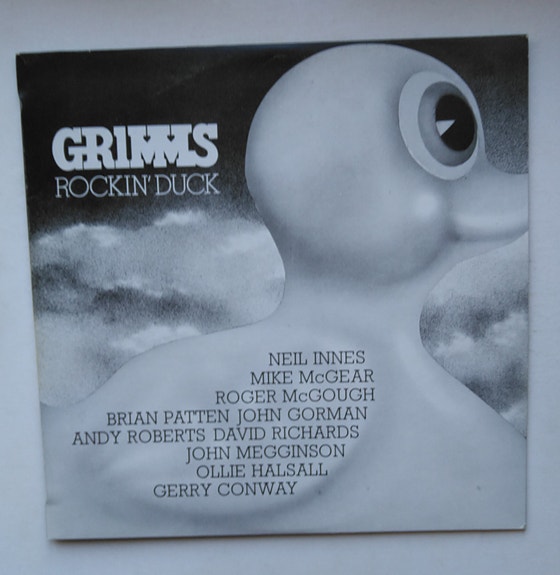 GRIMMS
ROCKIN' DUCK
NEIL INNES
MIKE McGEAR
ROGER McGOUGH
BRIAN PATTEN JOHN GORMAN
ANDY ROBERTS DAVID RICHARDS
JOHN MEGGINSON
OLLIE HALSALL
GERRY CONWAY